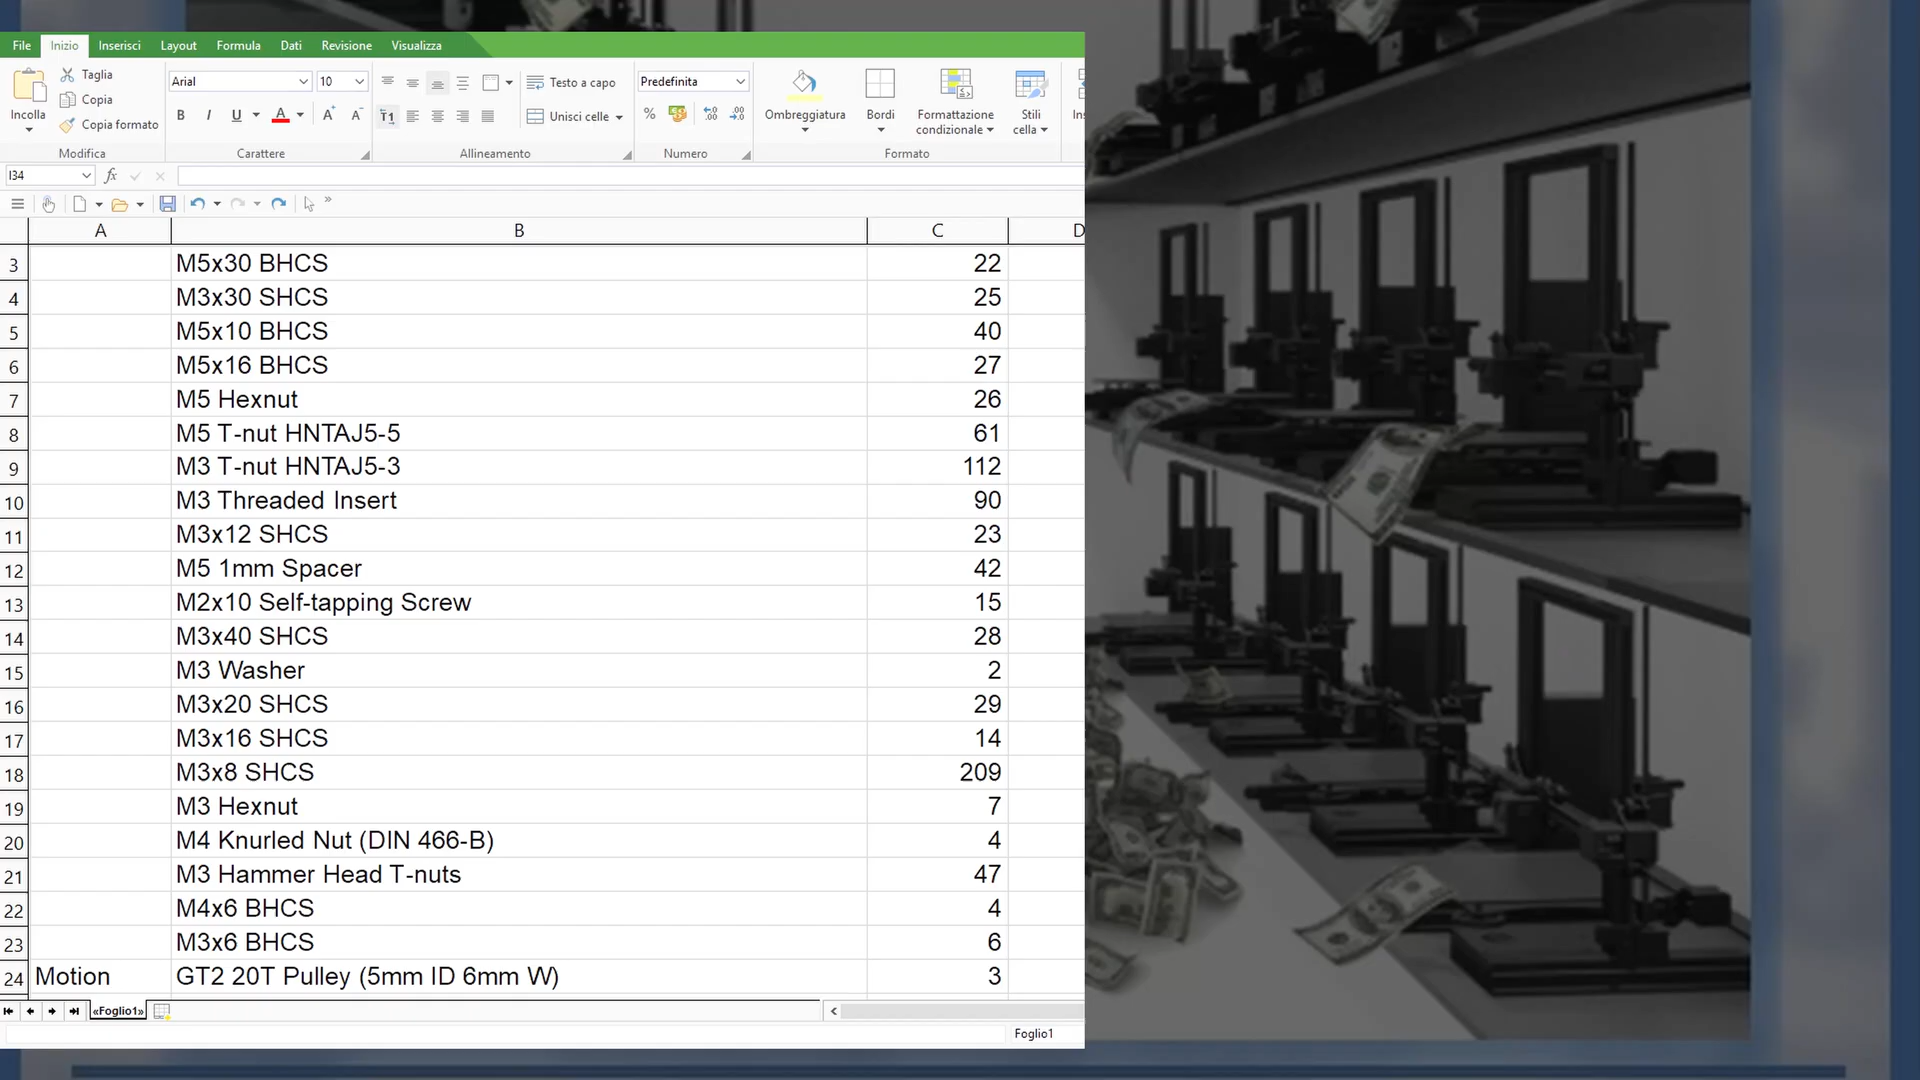 File Inizio Inserisci Layout Formula Dati Revisione Visualizza
Incolla
Taglia
Copia
Copia formato
Modifica
Arial 10
B I U A A A
Carattere
T1
Testo a capo
Unisci celle
Allineamento
Predefinita
%
Numero
Ombreggiatura
Bordi
Formattazione condizionale
Stili cella
Formato
I34 fx
A B C D
3 M5x30 BHCS 22
4 M3x30 SHCS 25
5 M5x10 BHCS 40
6 M5x16 BHCS 27
7 M5 Hexnut 26
8 M5 T-nut HNTAJ5-5 61
9 M3 T-nut HNTAJ5-3 112
10 M3 Threaded Insert 90
11 M3x12 SHCS 23
12 M5 1mm Spacer 42
13 M2x10 Self-tapping Screw 15
14 M3x40 SHCS 28
15 M3 Washer 2
16 M3x20 SHCS 29
17 M3x16 SHCS 14
18 M3x8 SHCS 209
19 M3 Hexnut 7
20 M4 Knurled Nut (DIN 466-B) 4
21 M3 Hammer Head T-nuts 47
22 M4x6 BHCS 4
23 M3x6 BHCS 6
24 Motion GT2 20T Pulley (5mm ID 6mm W) 3
«Foglio1»
Foglio1